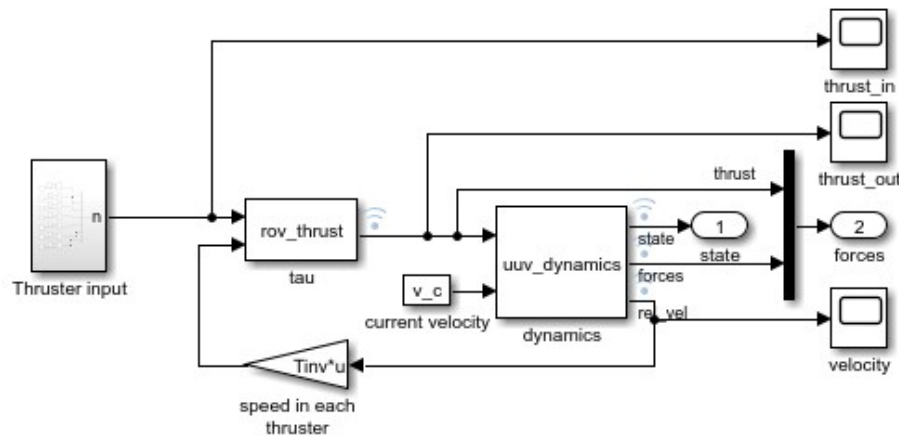 thrust_in
thrust_out
n
Thruster input
rov_thrust
tau
thrust
uuv_dynamics
dynamics
state
1
state
forces
2
forces
v_c
current velocity
velocity
Tinv*u
speed in each
thruster